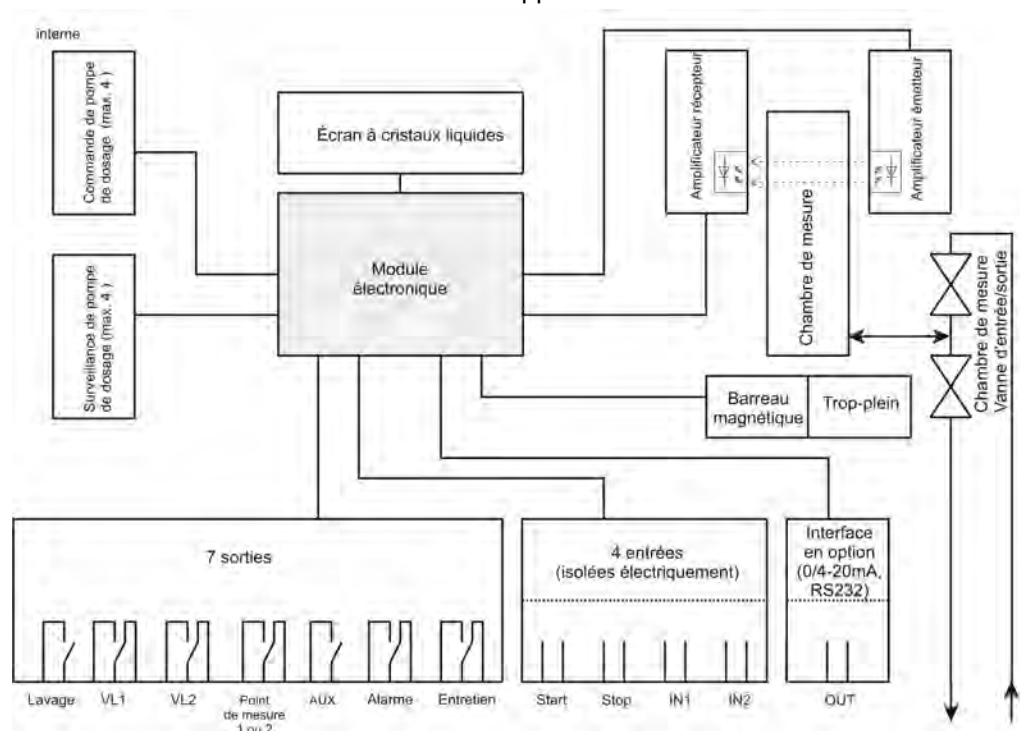 interne
Commande de pompe
de dosage (max. 4 )
Écran à cristaux liquides
Amplificateur récepteur
Amplificateur émetteur
Chambre de mesure
Module
électronique
Surveillance de pompe
de dosage (max. 4 )
Chambre de mesure
Vanne d'entrée/sortie
Barreau
magnétique
Trop-plein
7 sorties
4 entrées
(isolées électriquement)
Interface
en option
(0/4-20mA,
RS232)
Lavage
VL1
VL2
Point
de mesure
1 ou 2
AUX
Alarme
Entretien
Start
Stop
IN1
IN2
OUT